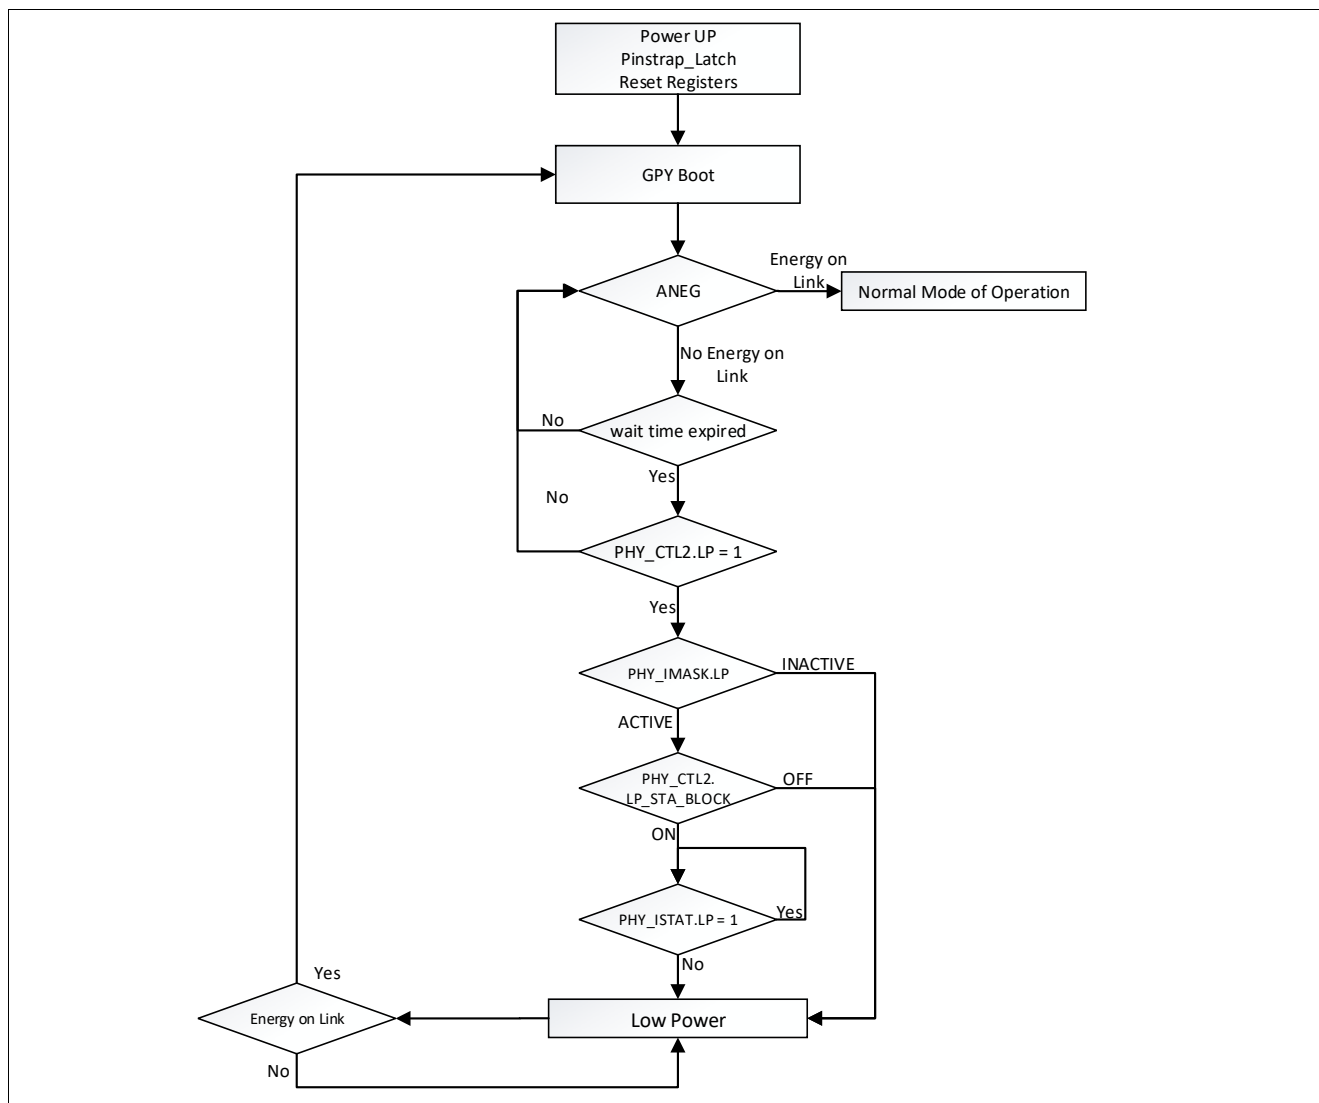 Power UP
Pinstrap_Latch
Reset Registers
GPY Boot
ANEG
Energy on
Link
Normal Mode of Operation
No Energy on
Link
wait time expired
No
Yes
No
PHY_CTL2.LP = 1
Yes
PHY_IMASK.LP
INACTIVE
ACTIVE
PHY_CTL2.
LP_STA_BLOCK
OFF
ON
PHY_ISTAT.LP = 1
Yes
No
Low Power
Yes
Energy on Link
No